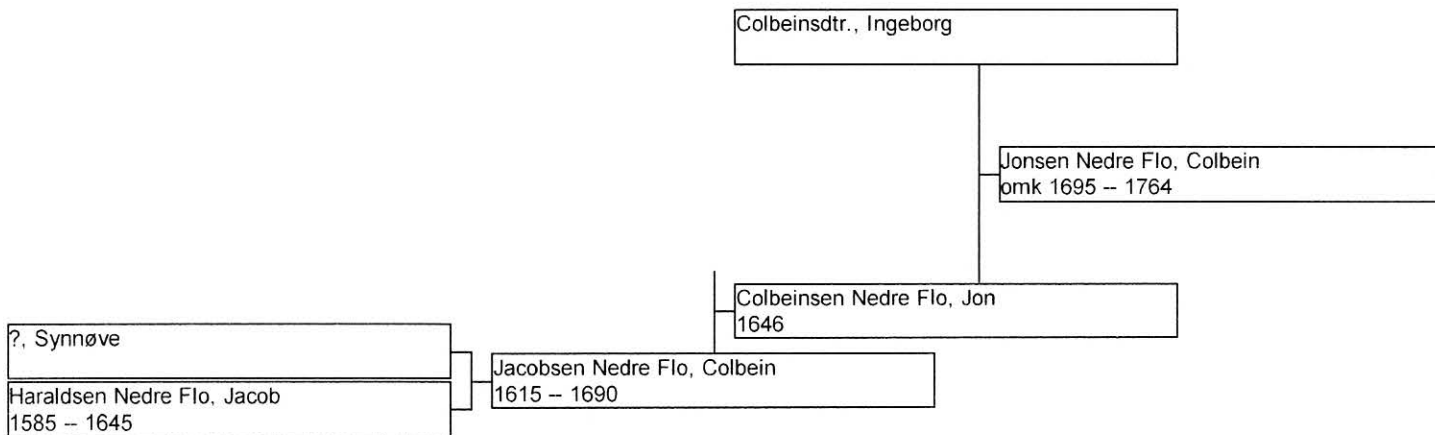 Colbeinsdtr., Ingeborg
Jonsen Nedre Flo, Colbein
omk 1695 -- 1764
Colbeinsen Nedre Flo, Jon
1646
?, Synnøve
Jacobsen Nedre Flo, Colbein
1615 -- 1690
Haraldsen Nedre Flo, Jacob
1585 -- 1645